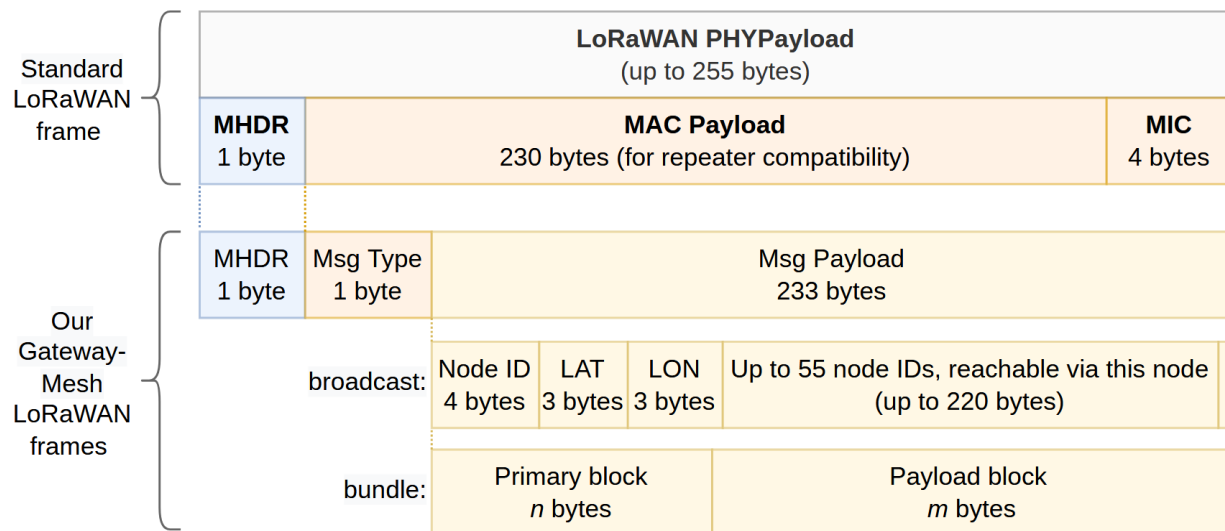 Standard
LoRaWAN
frame
LoRaWAN PHYPayload
(up to 255 bytes)
MHDR
1 byte
MAC Payload
230 bytes (for repeater compatibility)
MIC
4 bytes
Our
Gateway-
Mesh
LoRaWAN
frames
MHDR
1 byte
Msg Type
1 byte
Msg Payload
233 bytes
broadcast:
Node ID
4 bytes
LAT
3 bytes
LON
3 bytes
Up to 55 node IDs, reachable via this node
(up to 220 bytes)
bundle:
Primary block
n bytes
Payload block
m bytes